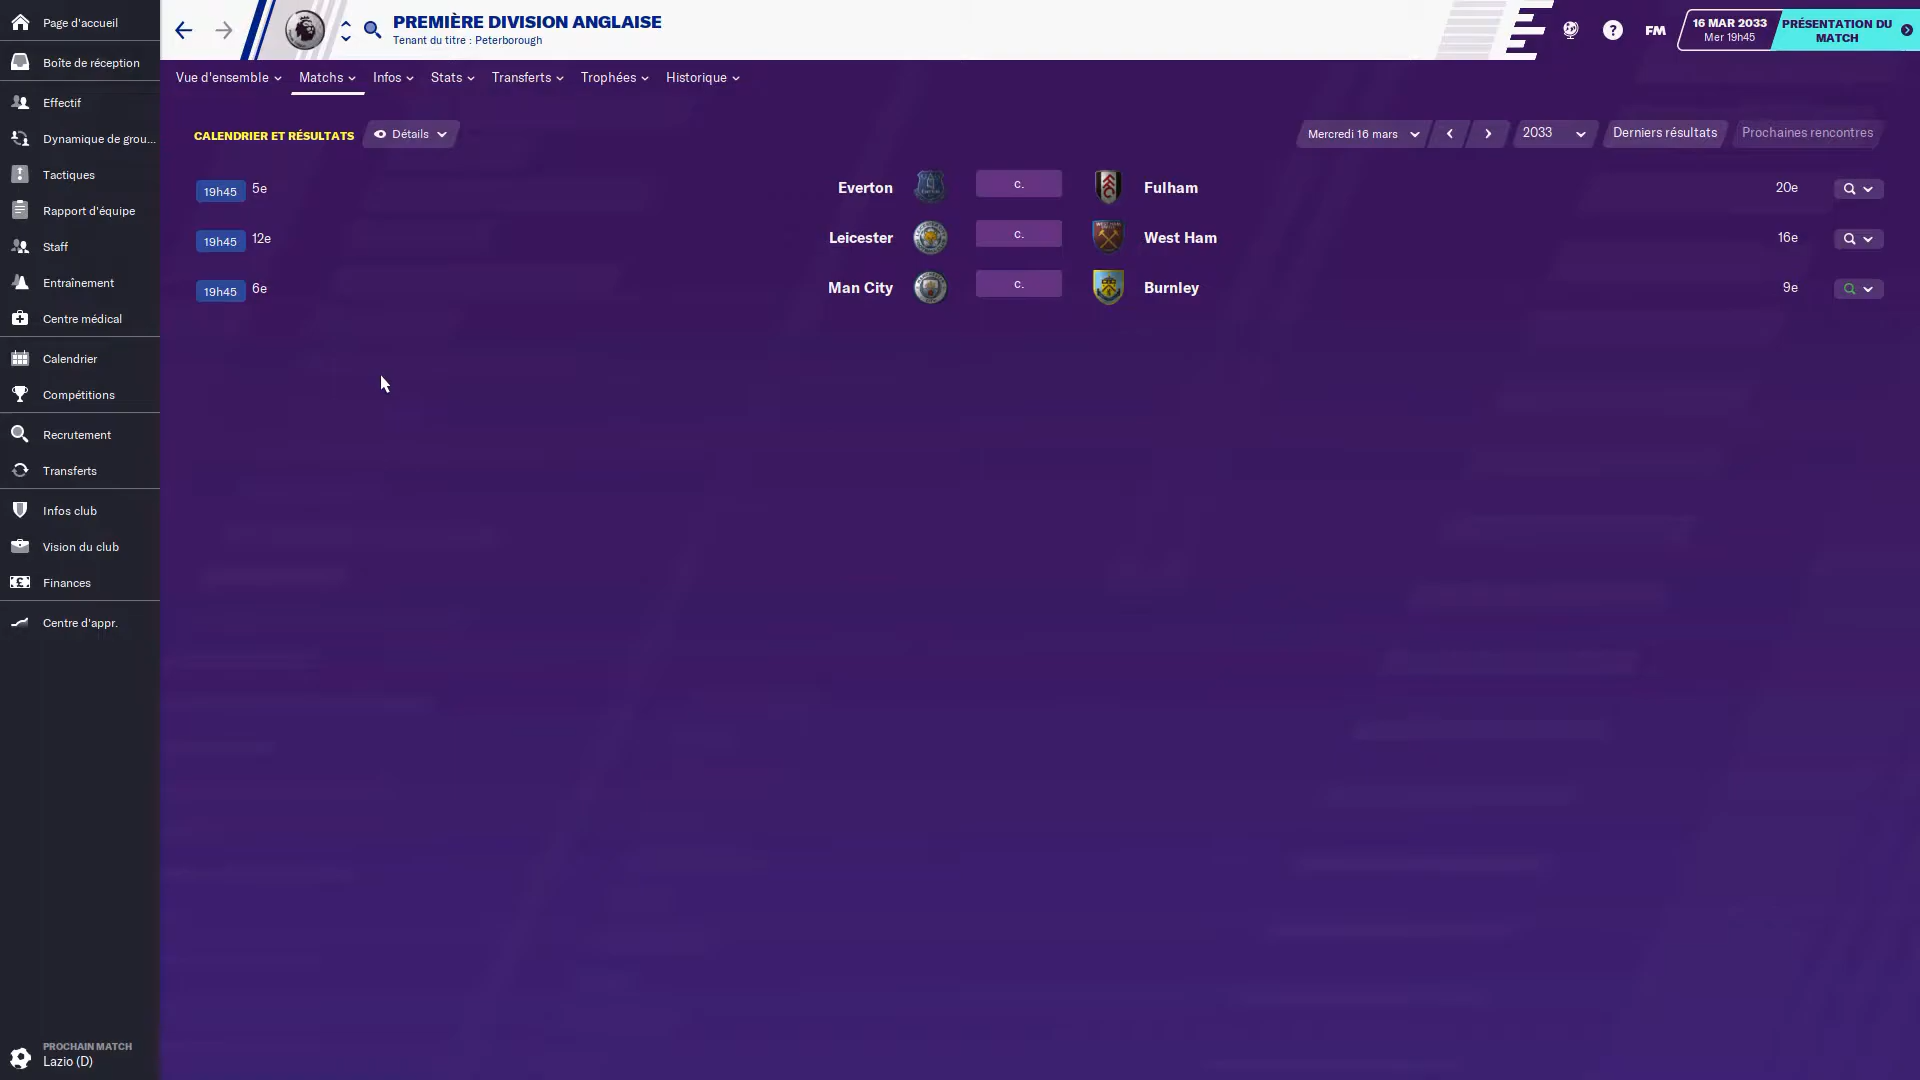 Page d'accueil
Boîte de réception
Effectif
Dynamique de grou...
Tactiques
Rapport d'équipe
Staff
Entraînement
Centre médical
Calendrier
Compétitions
Recrutement
Transferts
Infos club
Vision du club
Finances
Centre d'appr.
PROCHAIN MATCH
Lazio (D)
PREMIÈRE DIVISION ANGLAISE
Tenant du titre : Peterborough
FM
16 MAR 2033
Mer 19h45
PRÉSENTATION DU
MATCH
Vue d'ensemble Matchs Infos Stats Transferts Trophées Historique
CALENDRIER ET RÉSULTATS Détails Mercredi 16 mars 2033 Derniers résultats Prochaines rencontres
19h45 5e Everton c. Fulham 20e
19h45 12e Leicester c. West Ham 16e
19h45 6e Man City c. Burnley 9e